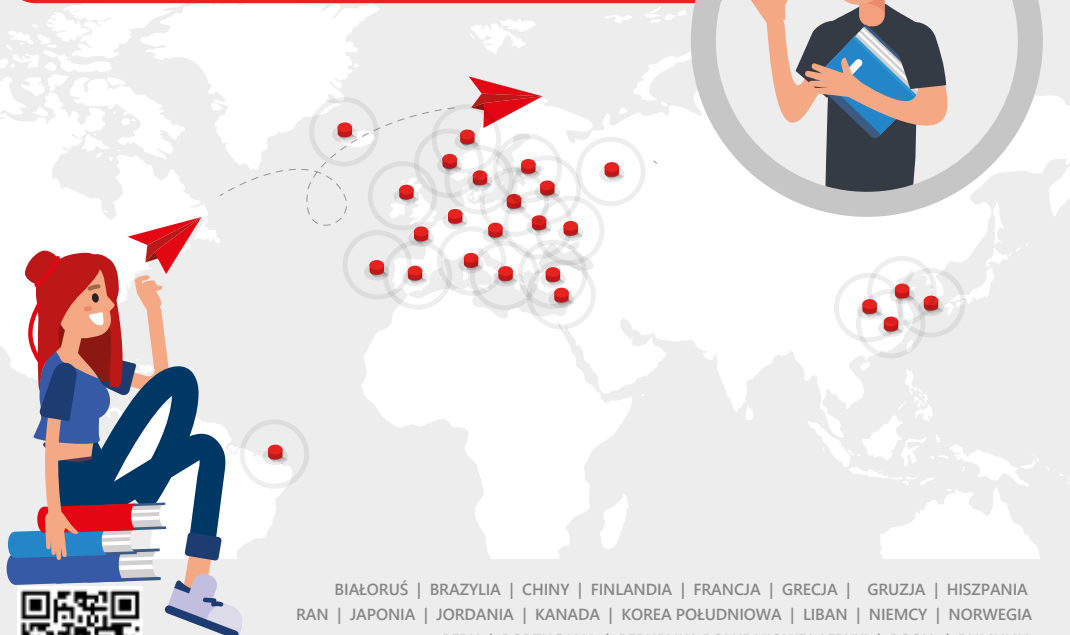 BIAŁORUŚ | BRAZYLIA | CHINY | FINLANDIA | FRANCJA | GRECJA | GRUZJA | HISZPANIA
RAN | JAPONIA | JORDANIA | KANADA | KOREA POŁUDNIOWA | LIBAN | NIEMCY | NORWEGIA